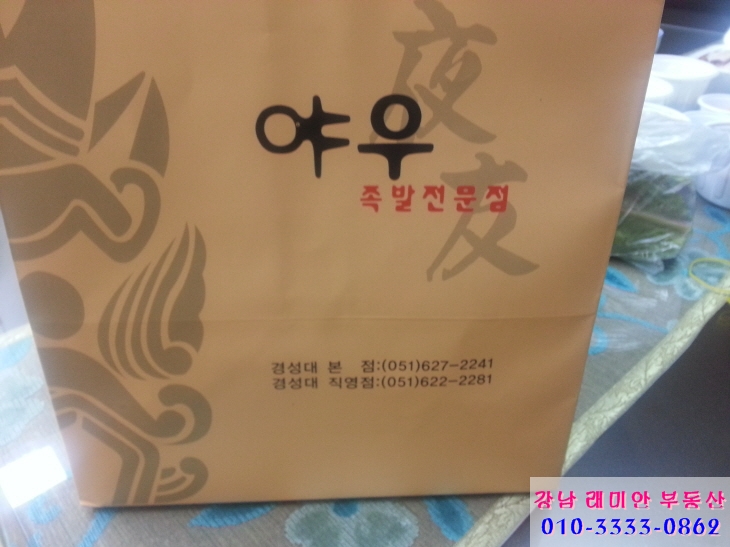 夜友
야우
족발전문점
경성대 본 점:(051)627-2241
경성대 직영점:(051)622-2281
강남 래미안 부동산
010-3333-0862